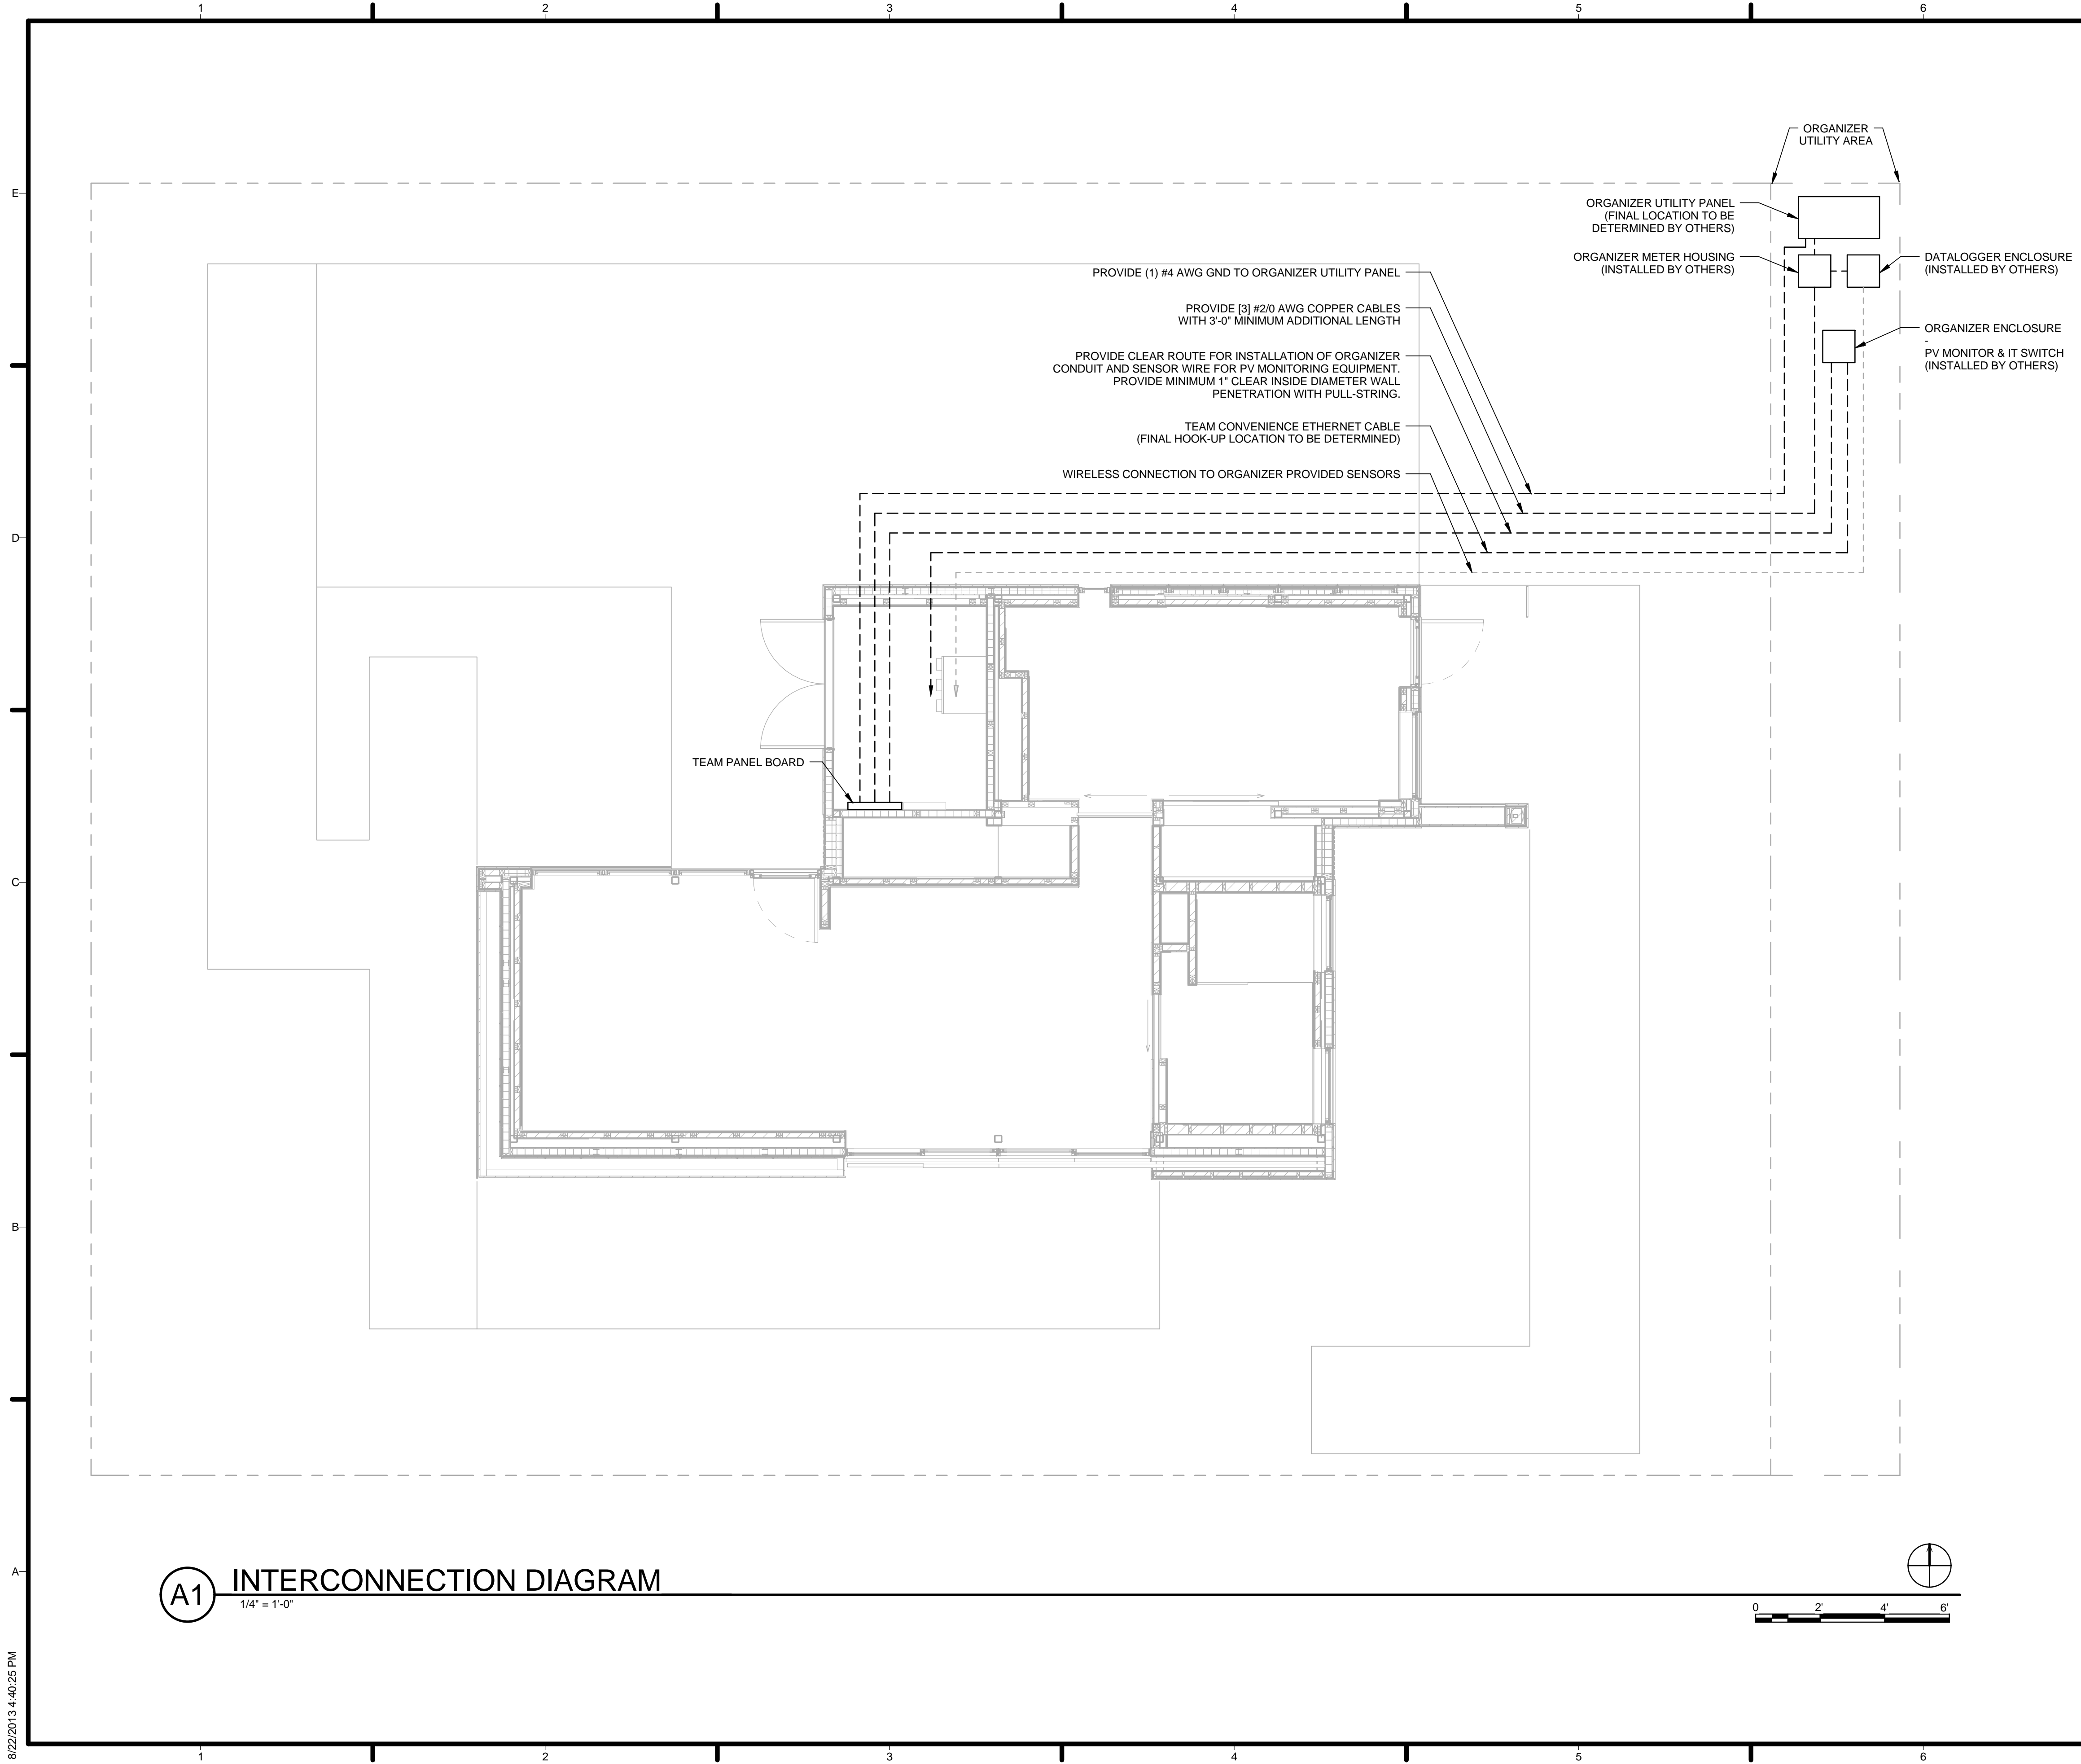 1 2 3 4 5 6
ORGANIZER
UTILITY AREA
E
ORGANIZER UTILITY PANEL
(FINAL LOCATION TO BE
DETERMINED BY OTHERS)
ORGANIZER METER HOUSING
(INSTALLED BY OTHERS)
DATALOGGER ENCLOSURE
(INSTALLED BY OTHERS)
PROVIDE (1) #4 AWG GND TO ORGANIZER UTILITY PANEL
PROVIDE [3] #2/0 AWG COPPER CABLES
WITH 3'-0" MINIMUM ADDITIONAL LENGTH
ORGANIZER ENCLOSURE
-
PV MONITOR & IT SWITCH
(INSTALLED BY OTHERS)
PROVIDE CLEAR ROUTE FOR INSTALLATION OF ORGANIZER
CONDUIT AND SENSOR WIRE FOR PV MONITORING EQUIPMENT.
PROVIDE MINIMUM 1" CLEAR INSIDE DIAMETER WALL
PENETRATION WITH PULL-STRING.
TEAM CONVENIENCE ETHERNET CABLE
(FINAL HOOK-UP LOCATION TO BE DETERMINED)
WIRELESS CONNECTION TO ORGANIZER PROVIDED SENSORS
D
TEAM PANEL BOARD
C
B
A
A1
INTERCONNECTION DIAGRAM
1/4" = 1'-0"
0 2' 4' 6'
8/22/2013 4:40:25 PM
1 2 3 4 5 6